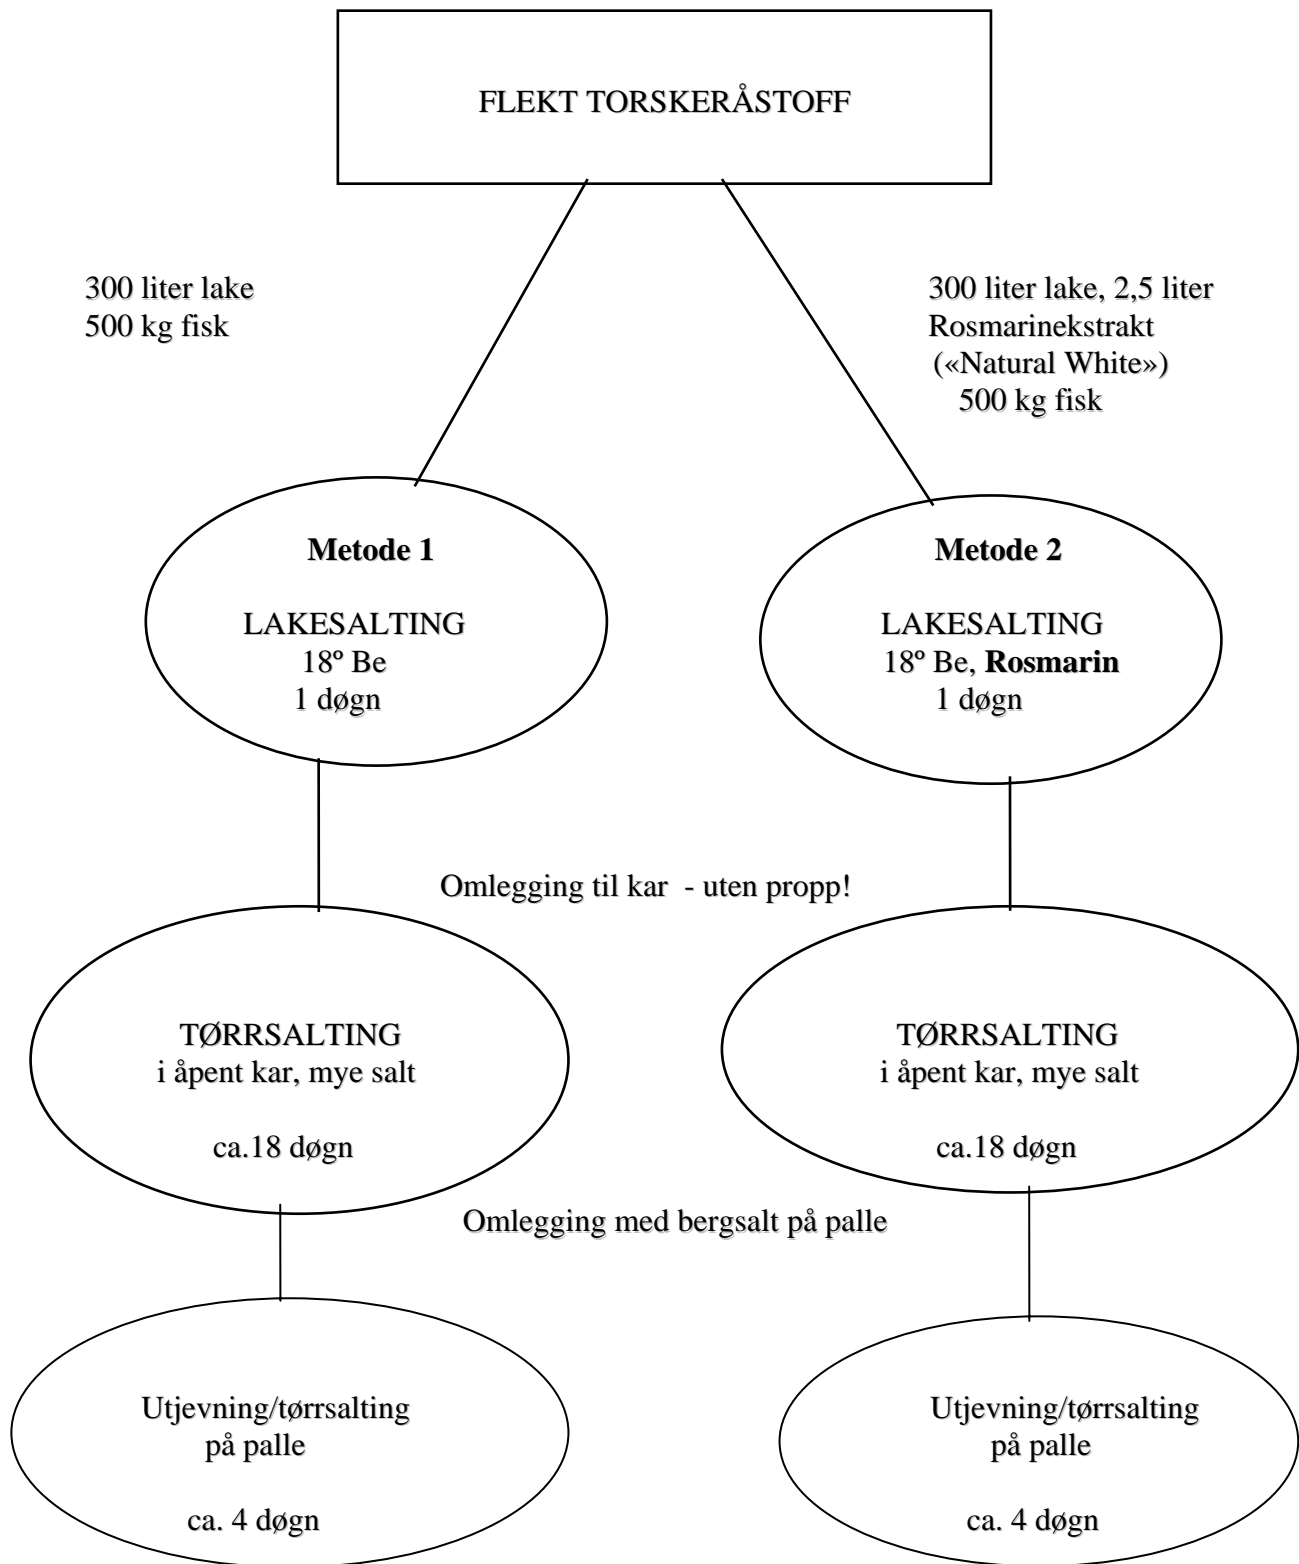 FLEKT TORSKERÅSTOFF
300 liter lake
500 kg fisk
300 liter lake, 2,5 liter
Rosmarinekstrakt
(«Natural White»)
500 kg fisk
Metode 1
LAKESALTING
18º Be
1 døgn
Metode 2
LAKESALTING
18º Be, Rosmarin
1 døgn
Omlegging til kar - uten propp!
TØRRSALTING
i åpent kar, mye salt
ca.18 døgn
TØRRSALTING
i åpent kar, mye salt
ca.18 døgn
Omlegging med bergsalt på palle
Utjevning/tørrsalting
på palle
ca. 4 døgn
Utjevning/tørrsalting
på palle
ca. 4 døgn